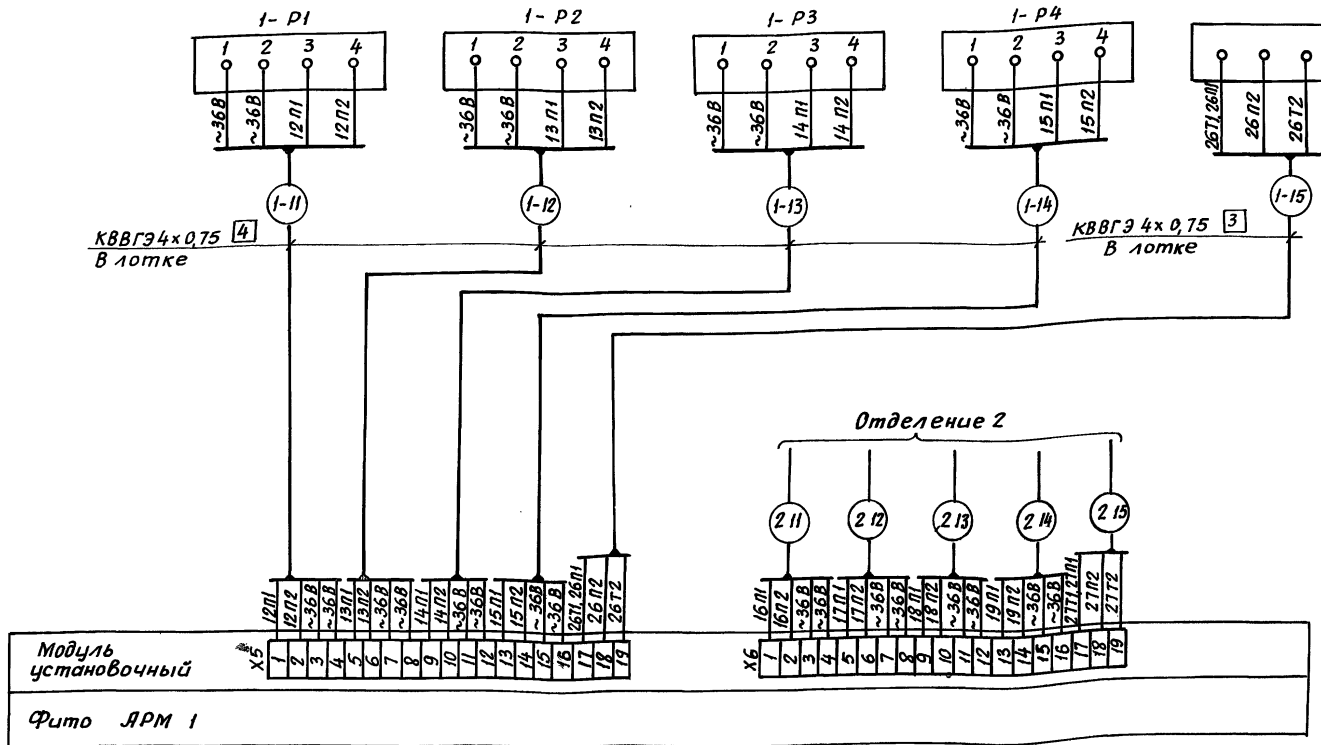 1- Р1
1- Р2
1- Р3
1- Р4
1 2 3 4
1 2 3 4
1 2 3 4
1 2 3 4
~36В ~36В 12П1 12П2
~36В ~36В 13П1 13П2
~36В ~36В 14П1 14П2
~36В ~36В 15П1 15П2
26Т1,26П1 26П2 26Т2
1-11
1-12
1-13
1-14
1-15
КВВГЭ 4х0,75 4
В лотке
КВВГЭ 4х0,75 3
В лотке
Отделение 2
2 11
2 12
2 13
2 14
2 15
12П1 12П2 ~36В ~36В 13П1 13П2 ~36В ~36В 14П1 14П2 ~36В ~36В 15П1 15П2 ~36В ~36В 26Т1,26П1 26П2 26Т2
16П1 16П2 ~36В ~36В 17П1 17П2 ~36В ~36В 18П1 18П2 ~36В ~36В 19П1 19П2 ~36В ~36В 27Т1,27П1 27П2 27Т2
Модуль
установочный
Х5 1 2 3 4 5 6 7 8 9 10 11 12 13 14 15 16 17 18 19
Х6 1 2 3 4 5 6 7 8 9 10 11 12 13 14 15 16 17 18 19
Фито ЯРМ 1